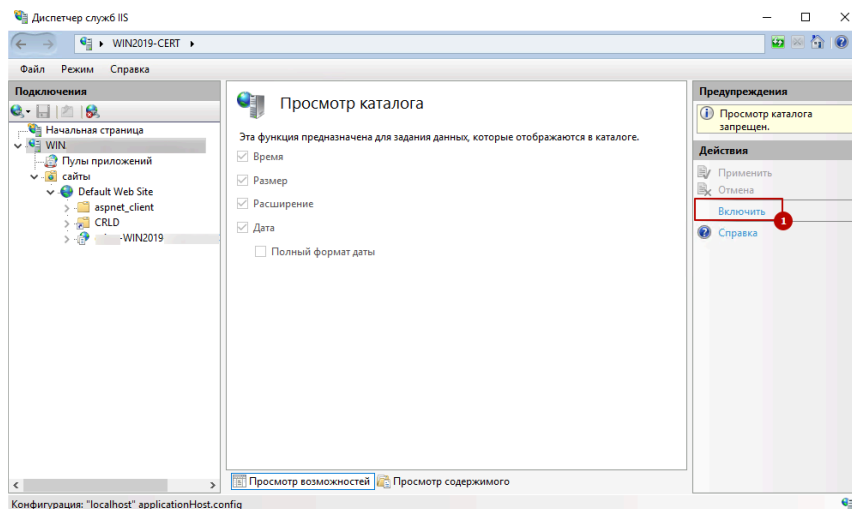 Диспетчер служб IIS
WIN2019-CERT
Файл Режим Справка
Подключения
Начальная страница
WIN
Пулы приложений
сайты
Default Web Site
aspnet_client
CRLD
-WIN2019
Просмотр каталога
Эта функция предназначена для задания данных, которые отображаются в каталоге.
Время
Размер
Расширение
Дата
Полный формат даты
Просмотр возможностей Просмотр содержимого
Предупреждения
Просмотр каталога
запрещен.
Действия
Применить
Отмена
Включить
1
Справка
Конфигурация: "localhost" applicationHost.config